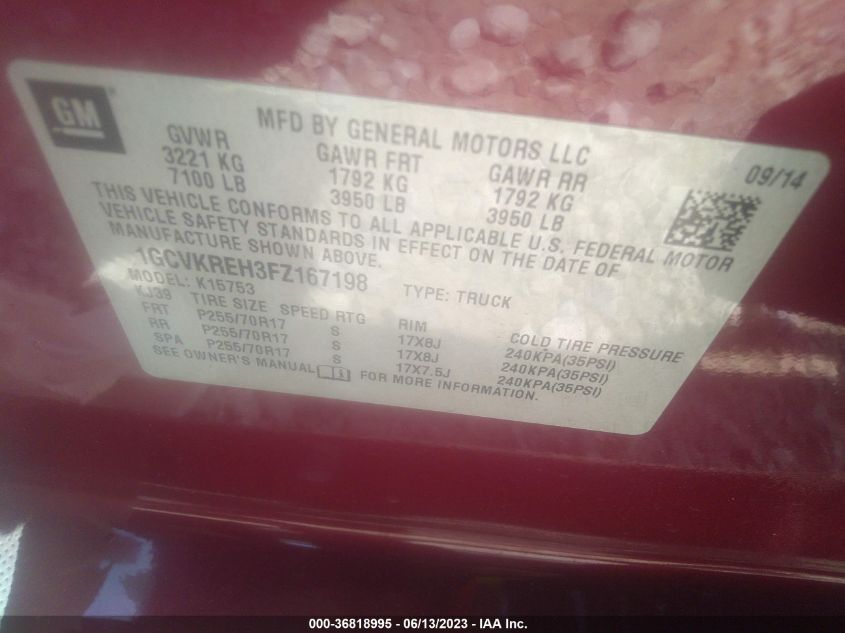 GM
MFD BY GENERAL MOTORS LLC
09/14
GVWR GAWR FRT GAWR RR
3221 KG 1792 KG 1792 KG
7100 LB 3950 LB 3950 LB
THIS VEHICLE CONFORMS TO ALL APPLICABLE U.S. FEDERAL MOTOR
VEHICLE SAFETY STANDARDS IN EFFECT ON THE DATE OF
MANUFACTURE SHOWN ABOVE.
1GCVKREH3FZ167198 TYPE: TRUCK
MODEL: K15753
KJ39 TIRE SIZE SPEED RTG RIM COLD TIRE PRESSURE
FRT P255/70R17 S 17X8J 240KPA(35PSI)
RR P255/70R17 S 17X8J 240KPA(35PSI)
SPA P255/70R17 S 17X7.5J 240KPA(35PSI)
SEE OWNER'S MANUAL FOR MORE INFORMATION.
000-36818995 - 06/13/2023 - IAA Inc.